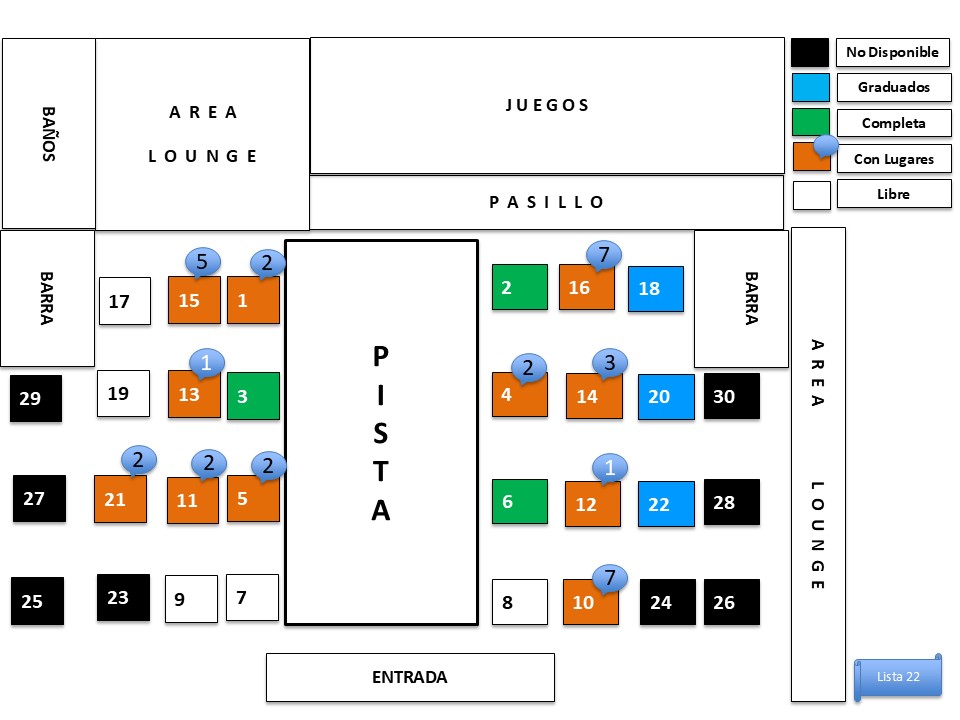 BAÑOS
AREA
LOUNGE
JUEGOS
PASILLO
No Disponible
Graduados
Completa
Con Lugares
Libre
BARRA
5
2
17
15
1
7
2
16
18
BARRA
1
29
19
13
3
PISTA
2
3
4
14
20
30
AREA LOUNGE
2
2
2
27
21
11
5
1
6
12
22
28
25
23
9
7
7
8
10
24
26
ENTRADA
Lista 22